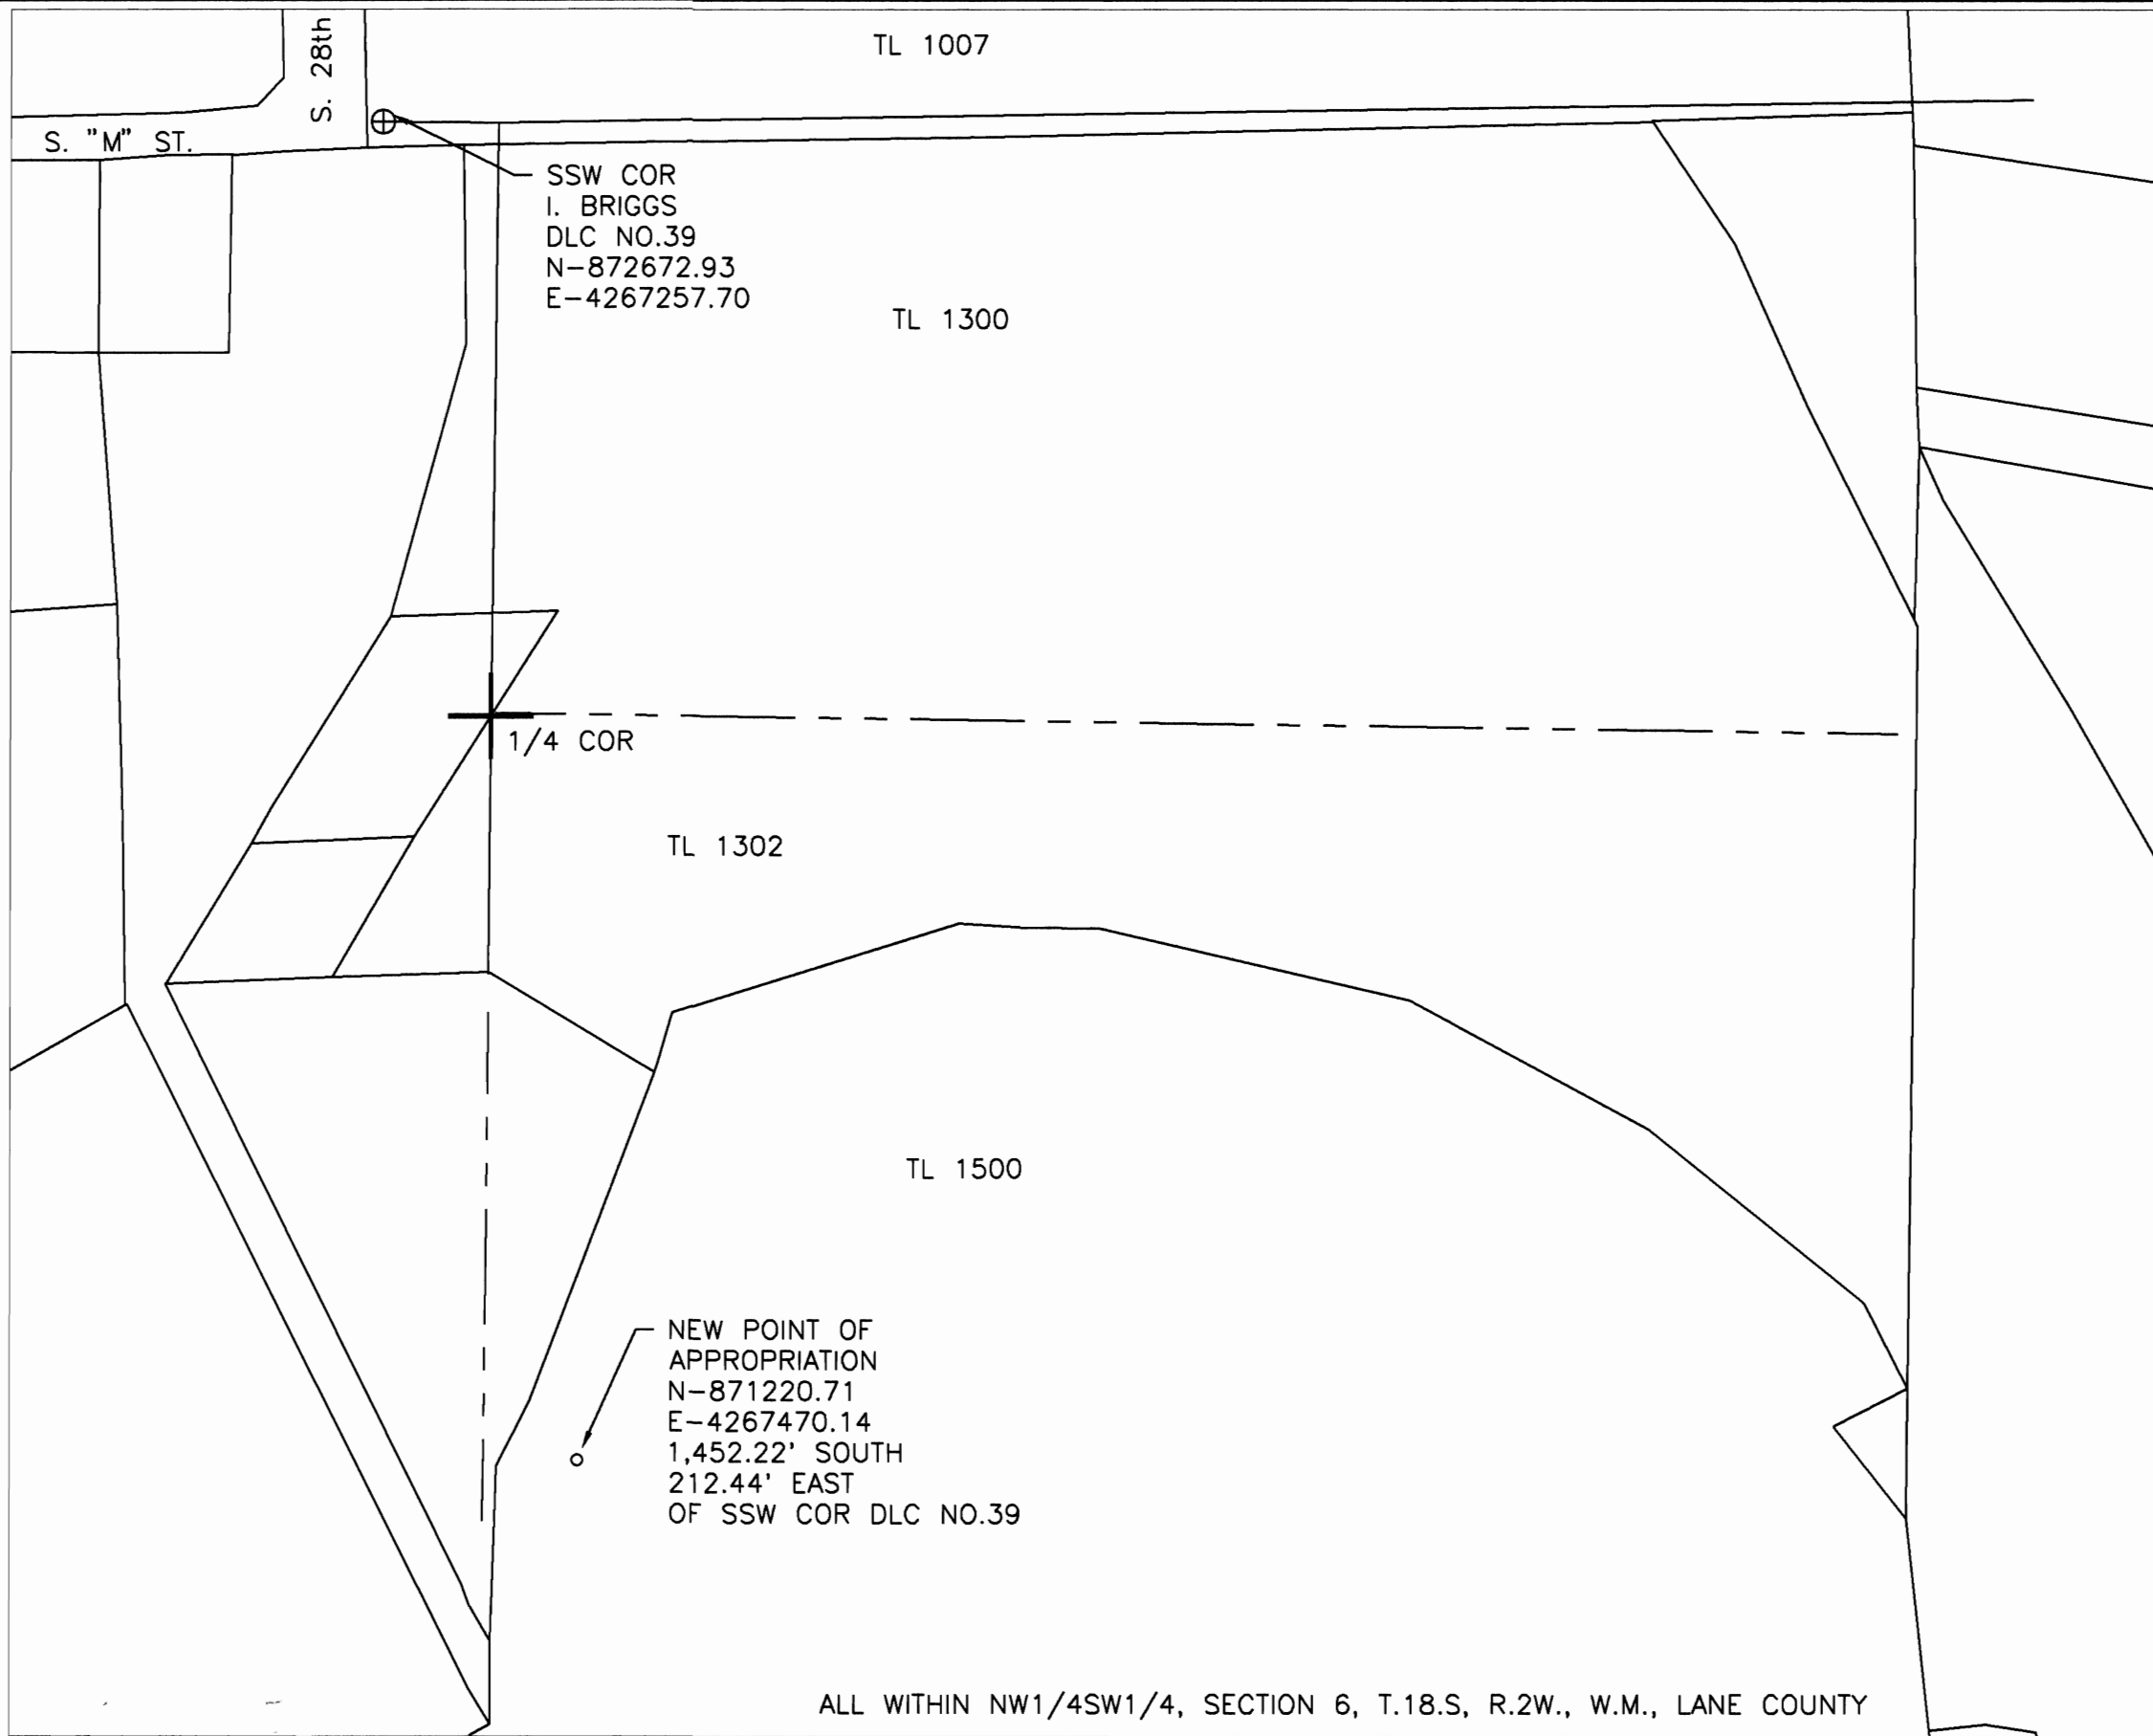 S. 28th
TL 1007
S. "M" ST.
SSW COR
I. BRIGGS
DLC NO.39
N-872672.93
E-4267257.70
TL 1300
1/4 COR
TL 1302
TL 1500
NEW POINT OF
APPROPRIATION
N-871220.71
E-4267470.14
1,452.22' SOUTH
212.44' EAST
OF SSW COR DLC NO.39
ALL WITHIN NW1/4SW1/4, SECTION 6, T.18.S, R.2W., W.M., LANE COUNTY